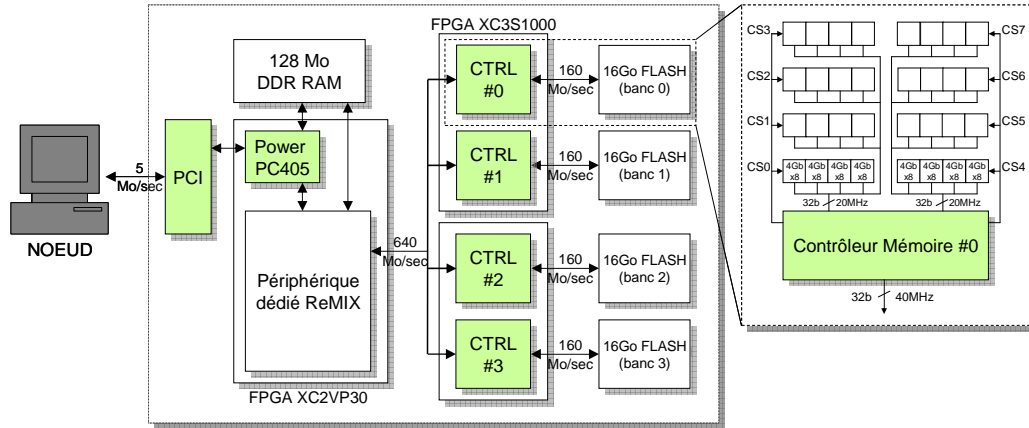 FPGA XC3S1000
128 Mo
DDR RAM
CTRL
#0
160
Mo/sec
16Go FLASH
(banc 0)
5
Mo/sec
PCI
Power
PC405
CTRL
#1
160
Mo/sec
16Go FLASH
(banc 1)
NOEUD
640
Mo/sec
Périphérique
dédié ReMIX
CTRL
#2
160
Mo/sec
16Go FLASH
(banc 2)
CTRL
#3
160
Mo/sec
16Go FLASH
(banc 3)
FPGA XC2VP30
CS3
CS7
CS2
CS6
CS1
CS5
CS0
4Gb 4Gb 4Gb 4Gb
x8 x8 x8 x8
4Gb 4Gb 4Gb 4Gb
x8 x8 x8 x8
CS4
32b 20MHz
32b 20MHz
Contrôleur Mémoire #0
32b 40MHz